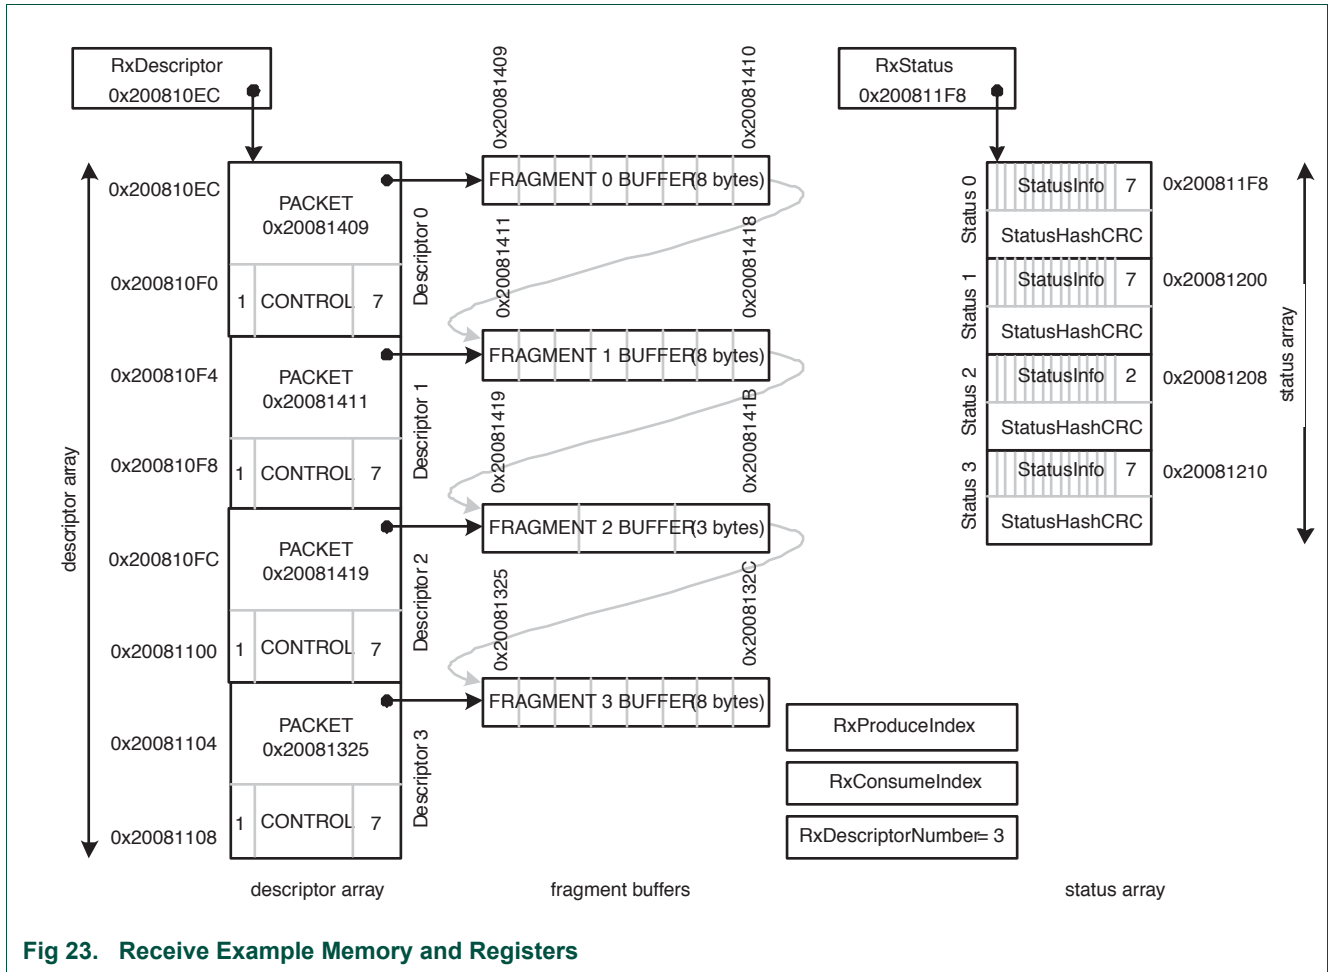 RxDescriptor
0x200810EC
0x20081409
0x20081410
RxStatus
0x200811F8
0x200810EC
PACKET
0x20081409
Descriptor 0
FRAGMENT 0 BUFFER(8 bytes)
0x200810F0
1 CONTROL 7
0x20081411
0x20081418
0x200810F4
PACKET
0x20081411
Descriptor 1
FRAGMENT 1 BUFFER(8 bytes)
0x200810F8
1 CONTROL 7
0x20081419
0x2008141B
0x200810FC
PACKET
0x20081419
Descriptor 2
FRAGMENT 2 BUFFER(3 bytes)
0x20081100
1 CONTROL 7
0x20081325
0x2008132C
0x20081104
PACKET
0x20081325
Descriptor 3
FRAGMENT 3 BUFFER(8 bytes)
0x20081108
1 CONTROL 7
descriptor array
Status 0
StatusInfo 7
0x200811F8
StatusHashCRC
Status 1
StatusInfo 7
0x20081200
StatusHashCRC
Status 2
StatusInfo 2
0x20081208
StatusHashCRC
Status 3
StatusInfo 7
0x20081210
StatusHashCRC
status array
RxProduceIndex
RxConsumeIndex
RxDescriptorNumber= 3
descriptor array
fragment buffers
status array
Fig 23. Receive Example Memory and Registers